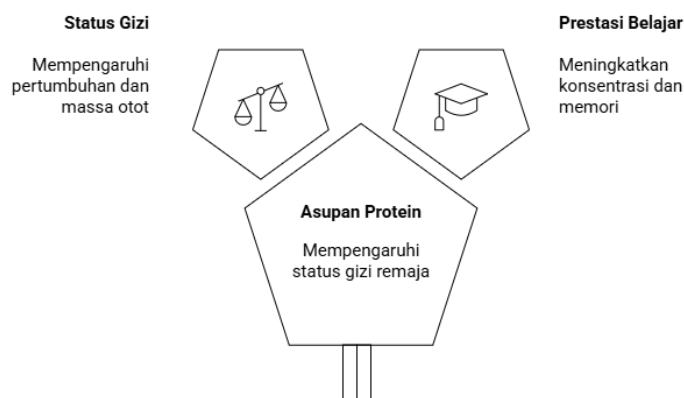 Status Gizi
Mempengaruhi
pertumbuhan dan
massa otot
Prestasi Belajar
Meningkatkan
konsentrasi dan
memori
Asupan Protein
Mempengaruhi
status gizi remaja